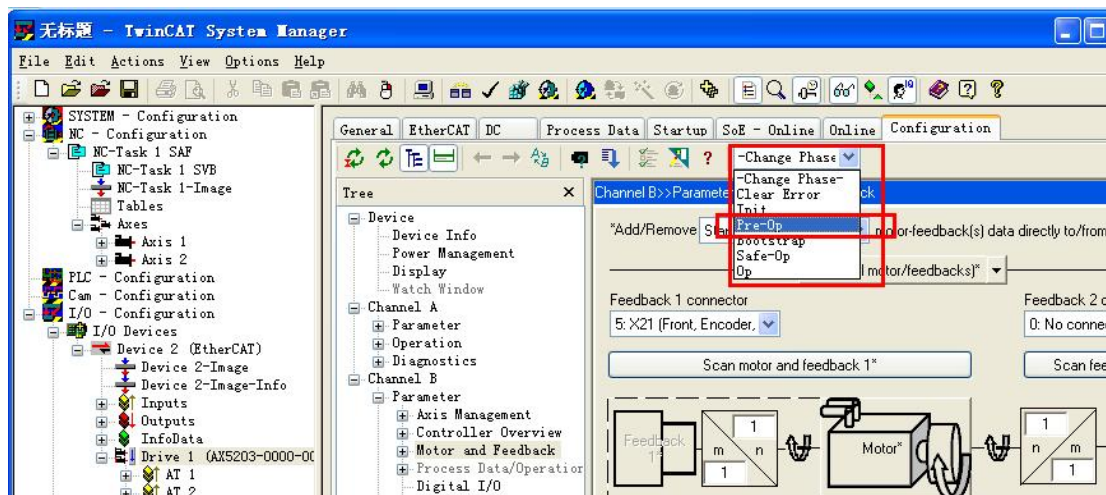 无标题 - TwinCAT System Manager
File Edit Actions View Options Help
SYSTEM - Configuration
NC - Configuration
NC-Task 1 SAF
NC-Task 1 SVB
NC-Task 1-Image
Tables
Axes
Axis 1
Axis 2
PLC - Configuration
Cam - Configuration
I/O - Configuration
I/O Devices
Device 2 (EtherCAT)
Device 2-Image
Device 2-Image-Info
Inputs
Outputs
InfoData
Drive 1 (AX5203-0000-00
AT 1
AT 2
General EtherCAT DC Process Data Startup SoE - Online Online Configuration
TE
-Change Phase
-Change Phase-
Clear Error
Init
Pre-Op
Bootstrap
Safe-Op
Op
Tree
Device
Device Info
Power Management
Display
Watch Window
Channel A
Parameter
Operation
Diagnostics
Channel B
Parameter
Axis Management
Controller Overview
Motor and Feedback
Process Data/Operation
Digital I/O
Channel B>>Parameter
*Add/Remove
motor-feedback(s) data directly to/from
motor/feedbacks)*
Feedback 1 connector
Feedback 2
5: X21 (Front, Encoder,
0: No conne
Scan motor and feedback 1*
Scan fee
Feedback
1*
1
m n
1
Motor*
1
n m
1